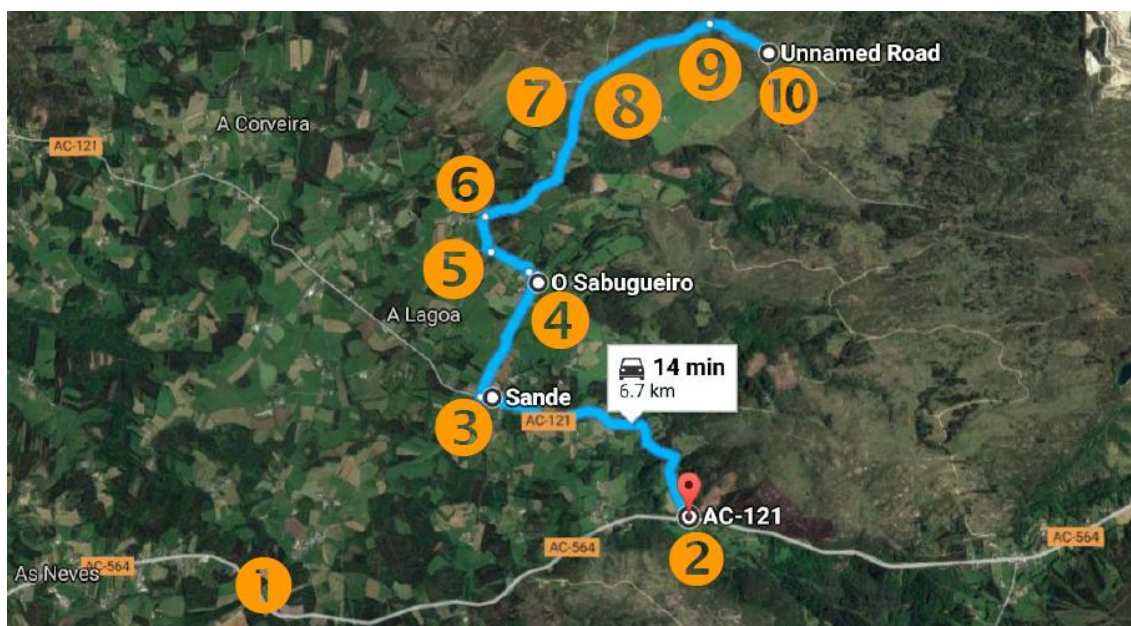 9
Unnamed Road
7
8
10
A Corveira
AC-121
6
5
O Sabugueiro
A Lagoa
4
14 min
6.7 km
Sande
3
AC-121
AC-121
2
AC-564
AC-564
As Neves
AC-564
1